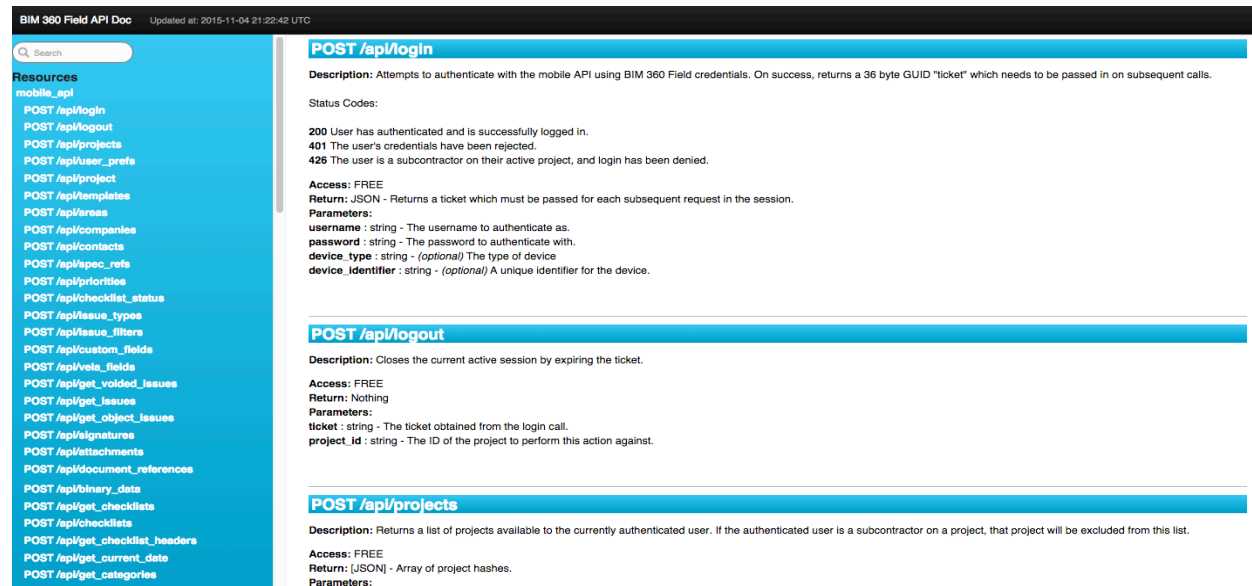 BIM 360 Field API Doc Updated at: 2015-11-04 21:22:42 UTC
Search
Resources
mobile_api
POST /api/login
POST /api/logout
POST /api/projects
POST /api/user_prefs
POST /api/project
POST /api/templates
POST /api/areas
POST /api/companies
POST /api/contacts
POST /api/spec_refs
POST /api/priorities
POST /api/checklist_status
POST /api/issue_types
POST /api/issue_filters
POST /api/custom_fields
POST /api/vela_fields
POST /api/get_voided_issues
POST /api/get_issues
POST /api/get_object_issues
POST /api/signatures
POST /api/attachments
POST /api/document_references
POST /api/binary_data
POST /api/get_checklists
POST /api/checklists
POST /api/get_checklist_headers
POST /api/get_current_date
POST /api/get_categories
POST /api/login
Description: Attempts to authenticate with the mobile API using BIM 360 Field credentials. On success, returns a 36 byte GUID "ticket" which needs to be passed in on subsequent calls.
Status Codes:
200 User has authenticated and is successfully logged in.
401 The user's credentials have been rejected.
426 The user is a subcontractor on their active project, and login has been denied.
Access: FREE
Return: JSON - Returns a ticket which must be passed for each subsequent request in the session.
Parameters:
username : string - The username to authenticate as.
password : string - The password to authenticate with.
device_type : string - (optional) The type of device
device_identifier : string - (optional) A unique identifier for the device.
POST /api/logout
Description: Closes the current active session by expiring the ticket.
Access: FREE
Return: Nothing
Parameters:
ticket : string - The ticket obtained from the login call.
project_id : string - The ID of the project to perform this action against.
POST /api/projects
Description: Returns a list of projects available to the currently authenticated user. If the authenticated user is a subcontractor on a project, that project will be excluded from this list.
Access: FREE
Return: [JSON] - Array of project hashes.
Parameters: